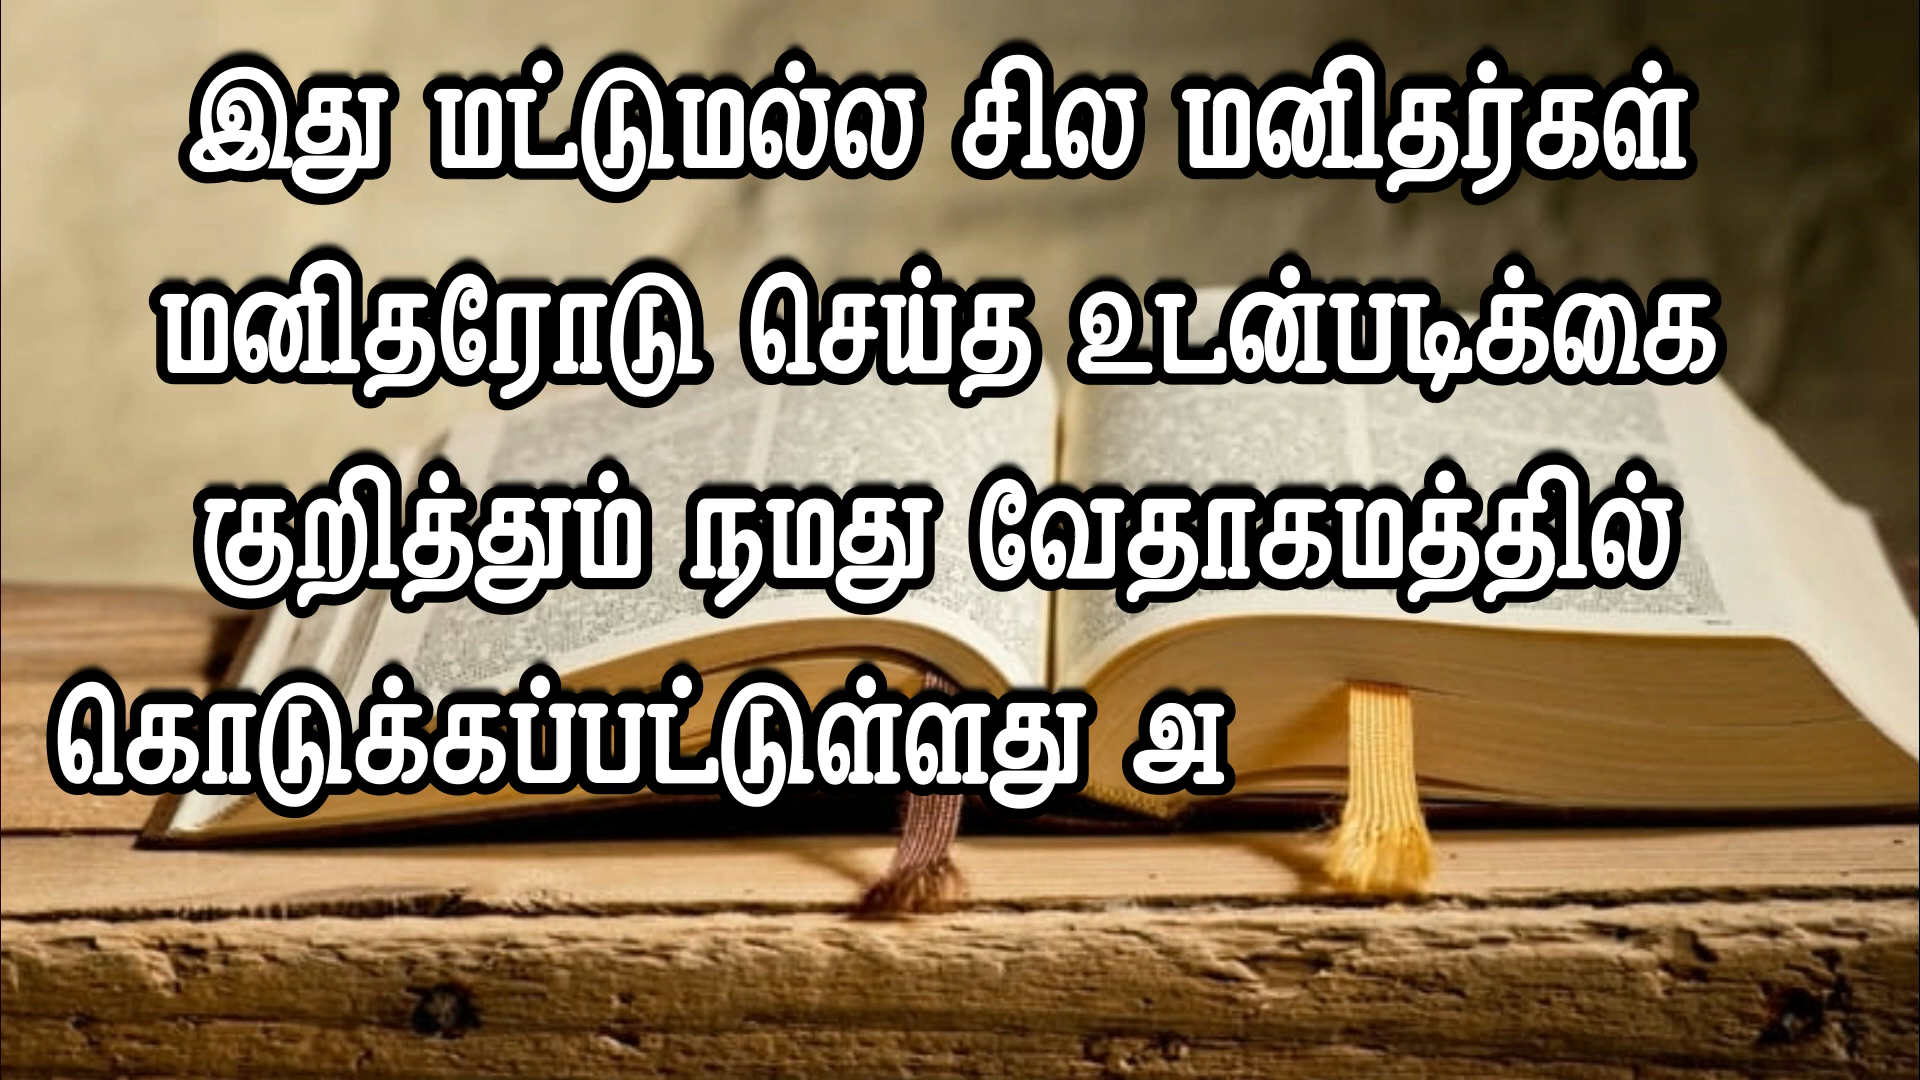 இது மட்டுமல்ல சில மனிதர்கள்
மனிதரோடு செய்த உடன்படிக்கை
குறித்தும் நமது வேதாகமத்தில்
கொடுக்கப்பட்டுள்ளது அ